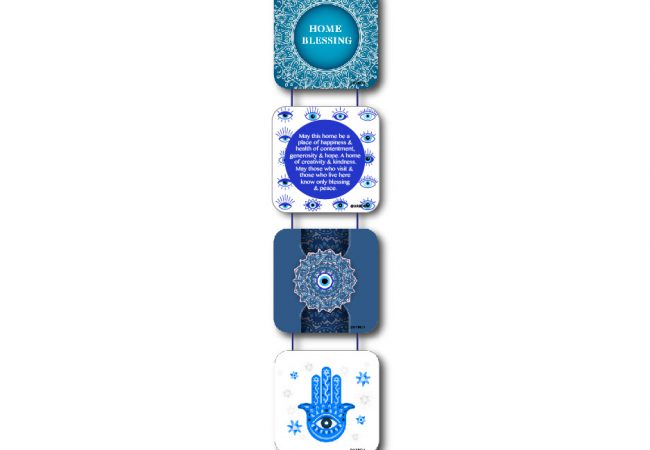 HOME
BLESSING
May this home be a
place of happiness &
health of contentment,
generosity & hope. A home
of creativity & kindness.
May those who visit &
those who live here
know only blessing
& peace.